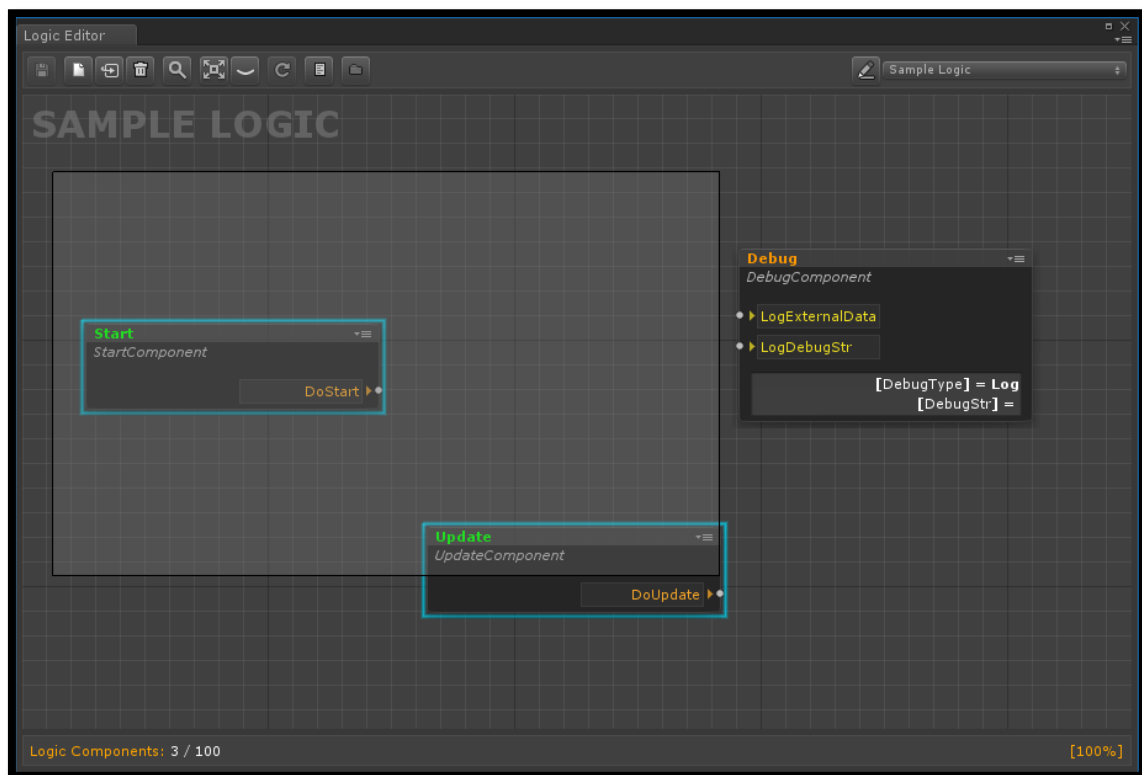 Logic Editor
Sample Logic
SAMPLE LOGIC
Debug
DebugComponent
LogExternalData
LogDebugStr
[DebugType] = Log
[DebugStr] =
Start
StartComponent
DoStart
Update
UpdateComponent
DoUpdate
Logic Components: 3 / 100
[100%]